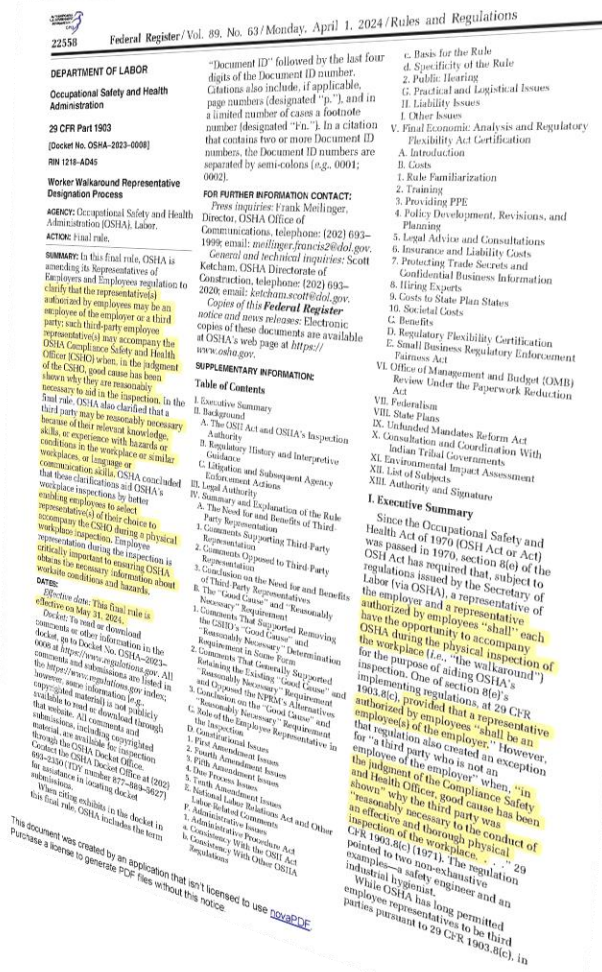 22558
Federal Register/Vol. 89, No. 63/Monday, April 1, 2024/Rules and Regulations
DEPARTMENT OF LABOR
Occupational Safety and Health
Administration
29 CFR Part 1903
[Docket No. OSHA–2023–0008]
RIN 1218–AD45
Worker Walkaround Representative
Designation Process
AGENCY: Occupational Safety and Health
Administration (OSHA), Labor.
ACTION: Final rule.
SUMMARY: In this final rule, OSHA is
amending its Representatives of
Employers and Employees regulation to
clarify that the representative(s)
authorized by employees may be an
employee of the employer or a third
party; such third-party employee
representative(s) may accompany the
OSHA Compliance Safety and Health
Officer (CSHO) when, in the judgment
of the CSHO, good cause has been
shown why they are reasonably
necessary to aid in the inspection. In the
final rule, OSHA also clarified that a
third party may be reasonably necessary
because of their relevant knowledge,
skills, or experience with hazards or
conditions in the workplace or similar
workplaces, or language or
communication skills. OSHA concluded
that these clarifications aid OSHA's
workplace inspections by better
enabling employees to select
representative(s) of their choice to
accompany the CSHO during a physical
workplace inspection. Employee
representation during the inspection is
critically important to ensuring OSHA
obtains the necessary information about
worksite conditions and hazards.
DATES:
Effective date: This final rule is
effective on May 31, 2024.
Docket: To read or download
comments or other information in the
docket, go to Docket No. OSHA–2023–
0008 at https://www.regulations.gov. All
comments and submissions are listed in
the https://www.regulations.gov index;
however, some information (e.g.,
copyrighted material) is not publicly
available to read or download through
that website. All comments and
submissions, including copyrighted
material, are available for inspection
through the OSHA Docket Office.
Contact the OSHA Docket Office at (202)
693–2350 (TDY number 877–889–5627)
for assistance in locating docket
submissions.
When citing exhibits in the docket in
this final rule, OSHA includes the term
"Document ID" followed by the last four
digits of the Document ID number.
Citations also include, if applicable,
page numbers (designated "p."), and in
a limited number of cases a footnote
number (designated "Fn."). In a citation
that contains two or more Document ID
numbers, the Document ID numbers are
separated by semi-colons (e.g., 0001;
0002).
FOR FURTHER INFORMATION CONTACT:
Press inquiries: Frank Meilinger,
Director, OSHA Office of
Communications, telephone: (202) 693–
1999; email: meilinger.francis2@dol.gov.
General and technical inquiries: Scott
Ketcham, OSHA Directorate of
Construction, telephone: (202) 693–
2020; email: ketcham.scott@dol.gov.
Copies of this Federal Register
notice and news releases: Electronic
copies of these documents are available
at OSHA's web page at https://
www.osha.gov.
SUPPLEMENTARY INFORMATION:
Table of Contents
I. Executive Summary
II. Background
A. The OSH Act and OSHA's Inspection
Authority
B. Regulatory History and Interpretive
Guidance
C. Litigation and Subsequent Agency
Enforcement Actions
III. Legal Authority
IV. Summary and Explanation of the Rule
A. The Need for and Benefits of Third-
Party Representation
1. Comments Supporting Third-Party
Representation
2. Comments Opposed to Third-Party
Representation
3. Conclusion on the Need for and Benefits
of Third-Party Representatives
B. The "Good Cause" and "Reasonably
Necessary" Requirement
1. Comments That Supported Removing
the CSHO's "Good Cause" and
"Reasonably Necessary" Determination
Requirement in Some Form
2. Comments That Generally Supported
Retaining the Existing "Good Cause" and
"Reasonably Necessary" Requirement
and Opposed the NPRM's Alternatives
3. Conclusion on the "Good Cause" and
"Reasonably Necessary" Requirement
C. Role of the Employee Representative in
the Inspection
D. Constitutional Issues
1. First Amendment Issues
2. Fourth Amendment Issues
3. Fifth Amendment Issues
4. Due Process Issues
5. Tenth Amendment Issues
E. National Labor Relations Act and Other
Labor Related Comments
F. Administrative Issues
1. Administrative Procedure Act
a. Consistency With the OSH Act
b. Consistency With Other OSHA
Regulations
c. Basis for the Rule
d. Specificity of the Rule
2. Public Hearing
G. Practical and Logistical Issues
H. Liability Issues
I. Other Issues
V. Final Economic Analysis and Regulatory
Flexibility Act Certification
A. Introduction
B. Costs
1. Rule Familiarization
2. Training
3. Providing PPE
4. Policy Development, Revisions, and
Planning
5. Legal Advice and Consultations
6. Insurance and Liability Costs
7. Protecting Trade Secrets and
Confidential Business Information
8. Hiring Experts
9. Costs to State Plan States
10. Societal Costs
C. Benefits
D. Regulatory Flexibility Certification
E. Small Business Regulatory Enforcement
Fairness Act
VI. Office of Management and Budget (OMB)
Review Under the Paperwork Reduction
Act
VII. Federalism
VIII. State Plans
IX. Unfunded Mandates Reform Act
X. Consultation and Coordination With
Indian Tribal Governments
XI. Environmental Impact Assessment
XII. List of Subjects
XIII. Authority and Signature
I. Executive Summary
Since the Occupational Safety and
Health Act of 1970 (OSH Act or Act)
was passed in 1970, section 8(e) of the
OSH Act has required that, subject to
regulations issued by the Secretary of
Labor (via OSHA), a representative of
the employer and a representative
authorized by employees "shall" each
have the opportunity to accompany
OSHA during the physical inspection of
the workplace (i.e., "the walkaround")
for the purpose of aiding OSHA's
inspection. One of section 8(e)'s
implementing regulations, at 29 CFR
1903.8(c), provided that a representative
authorized by employees "shall be an
employee(s) of the employer." However,
that regulation also created an exception
for "a third party who is not an
employee of the employer" when, "in
the judgment of the Compliance Safety
and Health Officer, good cause has been
shown" why the third party was
"reasonably necessary to the conduct of
an effective and thorough physical
inspection of the workplace. . . ." 29
CFR 1903.8(c) (1971). The regulation
pointed to two non-exhaustive
examples—a safety engineer and an
industrial hygienist.
While OSHA has long permitted
employee representatives to be third
parties pursuant to 29 CFR 1903.8(c), in
This document was created by an application that isn't licensed to use novaPDF.
Purchase a license to generate PDF files without this notice.